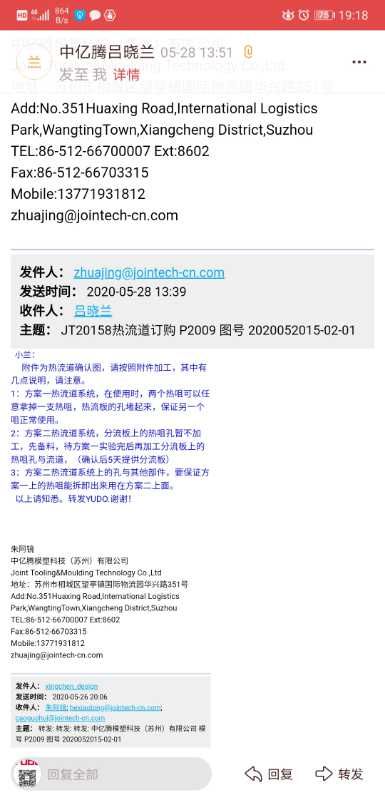 HD 46 864 B/s
19:18
兰
中亿腾吕晓兰 05-28 13:51
发至 我 详情
Add:No.351Huaxing Road,International Logistics
Park,WangtingTown,Xiangcheng District,Suzhou
TEL:86-512-66700007 Ext:8602
Fax:86-512-66703315
Mobile:13771931812
zhuajing@jointech-cn.com
发件人： zhuajing@jointech-cn.com
发送时间： 2020-05-28 13:39
收件人： 吕晓兰
主题： JT20158热流道订购 P2009 图号 2020052015-02-01
小兰：
附件为热流道确认图，请按照附件加工，其中有
几点说明，请注意。
1：方案一热流道系统，在使用时，两个热咀可以任
意拿掉一支热咀，热流板的孔堵起来，保证另一个
咀正常使用。
2：方案二热流道系统，分流板上的热咀孔暂不加
工，先备料，待方案一实验完后再加工分流板上的
热咀孔与流道。（确认后5天提供分流板）
3：方案二热流道系统上的孔与其他部件，要保证方
案一上的热咀能拆卸出来用在方案二上面。
以上请知悉。转发YUDO.谢谢！
朱阿镜
中亿腾模塑科技（苏州）有限公司
Joint Tooling&Moulding Technology Co.,Ltd
地址：苏州市相城区望亭镇国际物流园华兴路351号
Add:No.351Huaxing Road,International Logistics
Park,WangtingTown,Xiangcheng District,Suzhou
TEL:86-512-66700007 Ext:8602
Fax:86-512-66703315
Mobile:13771931812
zhuajing@jointech-cn.com
发件人： xingchen_design
发送时间： 2020-05-26 20:06
收件人： 朱阿镜; hexiaodong@jointech-cn.com;
caoguohui@jointech-cn.com
主题： 转发: 转发: 转发: 中亿腾模塑科技（苏州）有限公司 模
号 P2009 图号 2020052015-02-01
回复全部
回复
转发